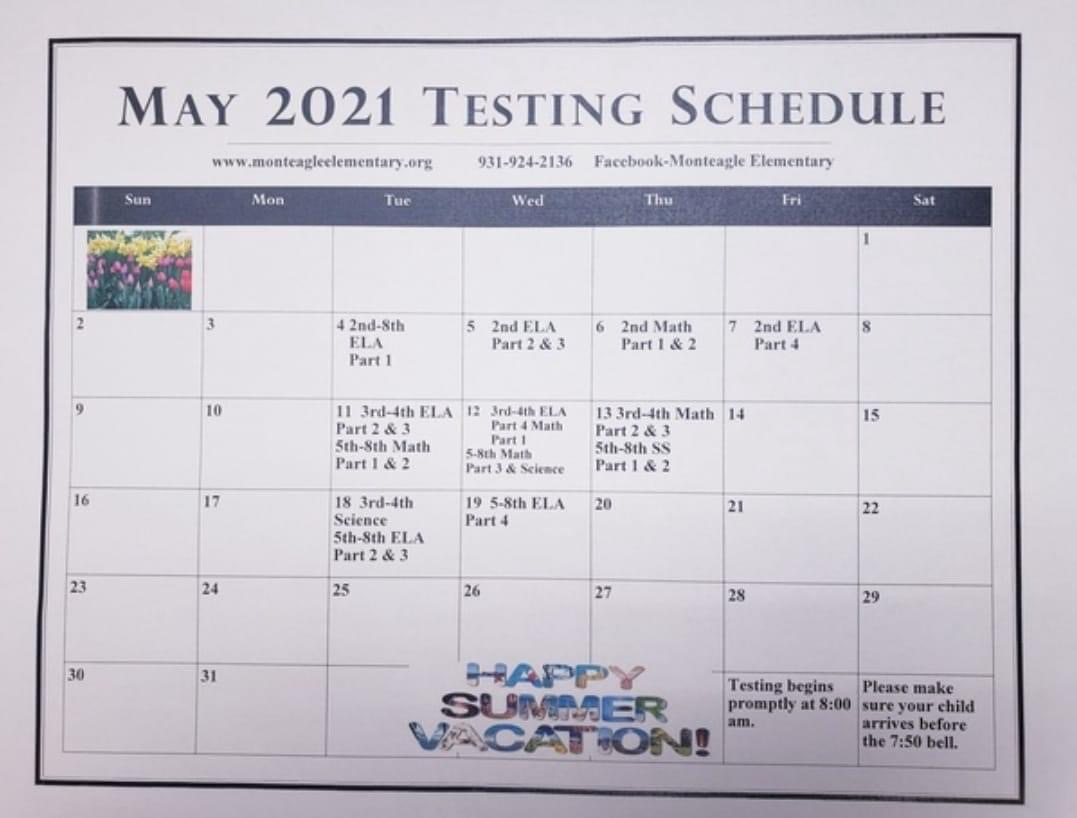 MAY 2021 TESTING SCHEDULE
www.monteagleelementary.org 931-924-2136 Facebook-Monteagle Elementary
Sun Mon Tue Wed Thu Fri Sat
1
2
3
4 2nd-8th
ELA
Part 1
5 2nd ELA
Part 2 & 3
6 2nd Math
Part 1 & 2
7 2nd ELA
Part 4
8
9
10
11 3rd-4th ELA
Part 2 & 3
5th-8th Math
Part 1 & 2
12 3rd-4th ELA
Part 4 Math
Part 1
5-8th Math
Part 3 & Science
13 3rd-4th Math
Part 2 & 3
5th-8th SS
Part 1 & 2
14
15
16
17
18 3rd-4th
Science
5th-8th ELA
Part 2 & 3
19 5-8th ELA
Part 4
20
21
22
23
24
25
26
27
28
29
30
31
HAPPY
SUMMER
VACATION!
Testing begins
promptly at 8:00
am.
Please make
sure your child
arrives before
the 7:50 bell.